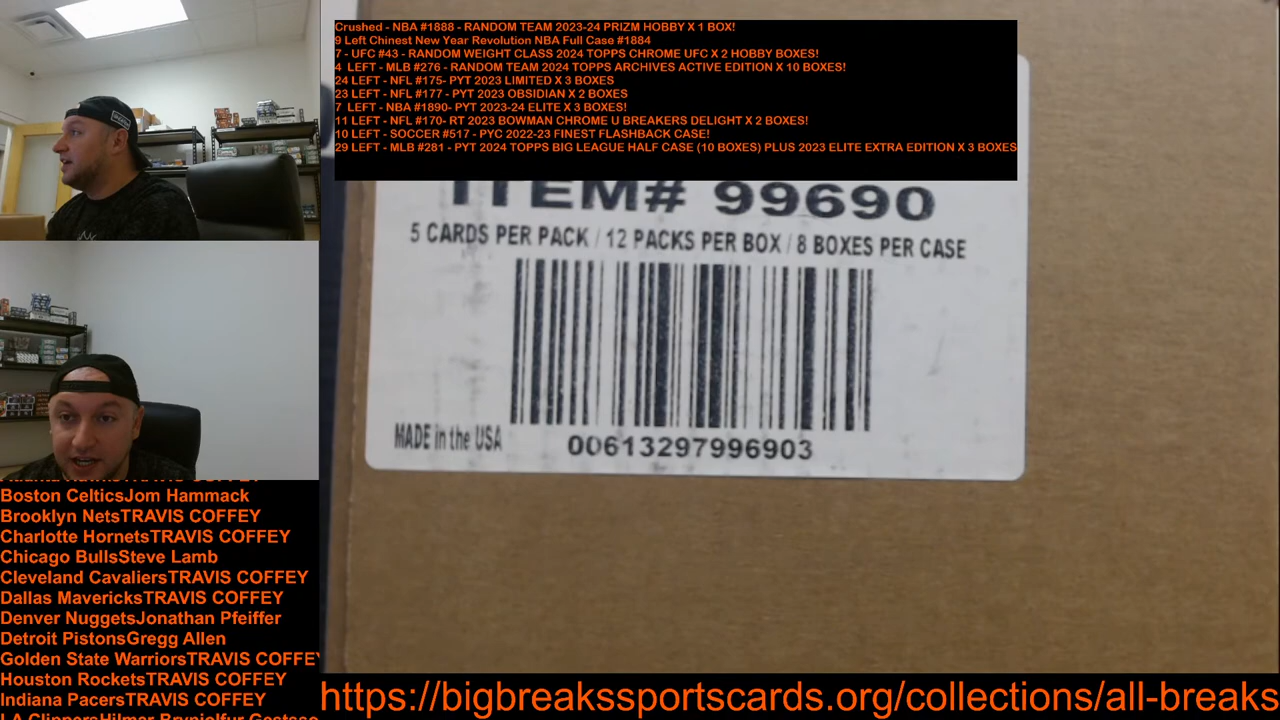 Crushed - NBA #1888 - RANDOM TEAM 2023-24 PRIZM HOBBY X 1 BOX!
9 Left Chinese New Year Revolution NBA Full Case #1884
7 - UFC #43 - RANDOM WEIGHT CLASS 2024 TOPPS CHROME UFC X 2 HOBBY BOXES!
4 LEFT - MLB #276 - RANDOM TEAM 2024 TOPPS ARCHIVES ACTIVE EDITION X 10 BOXES!
24 LEFT - NFL #175- PYT 2023 LIMITED X 3 BOXES
23 LEFT - NFL #177 - PYT 2023 OBSIDIAN X 2 BOXES
7 LEFT - NBA #1890- PYT 2023-24 ELITE X 3 BOXES!
11 LEFT - NFL #170- RT 2023 BOWMAN CHROME U BREAKERS DELIGHT X 2 BOXES!
10 LEFT - SOCCER #517 - PYC 2022-23 FINEST FLASHBACK CASE!
29 LEFT - MLB #281 - PYT 2024 TOPPS BIG LEAGUE HALF CASE (10 BOXES) PLUS 2023 ELITE EXTRA EDITION X 3 BOXES
ITEM# 99690
5 CARDS PER PACK / 12 PACKS PER BOX / 8 BOXES PER CASE
MADE in the USA
00613297996903
Boston CelticsJom Hammack
Brooklyn NetsTRAVIS COFFEY
Charlotte HornetsTRAVIS COFFEY
Chicago BullsSteve Lamb
Cleveland CavaliersTRAVIS COFFEY
Dallas MavericksTRAVIS COFFEY
Denver NuggetsJonathan Pfeiffer
Detroit PistonsGregg Allen
Golden State WarriorsTRAVIS COFFEY
Houston RocketsTRAVIS COFFEY
Indiana PacersTRAVIS COFFEY
https://bigbreakssportscards.org/collections/all-breaks